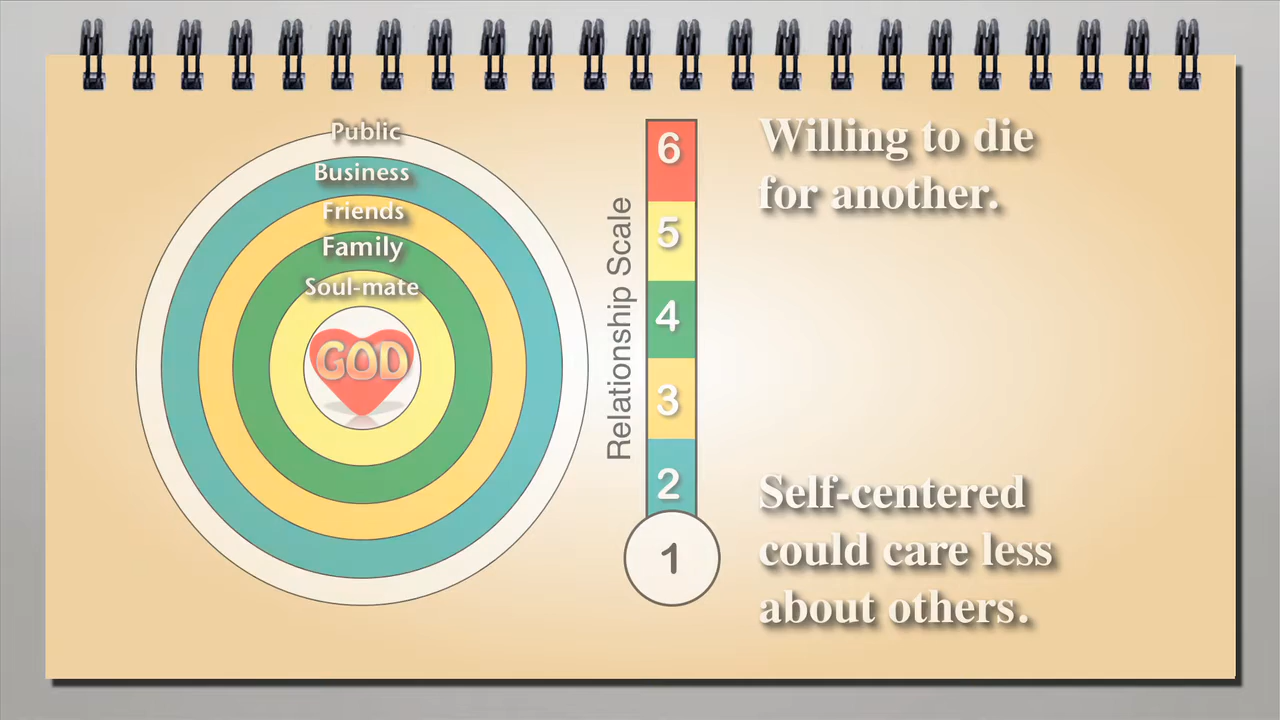 Public
Business
Friends
Family
Soul-mate
GOD
Relationship Scale
6
5
4
3
2
1
Willing to die
for another.
Self-centered
could care less
about others.